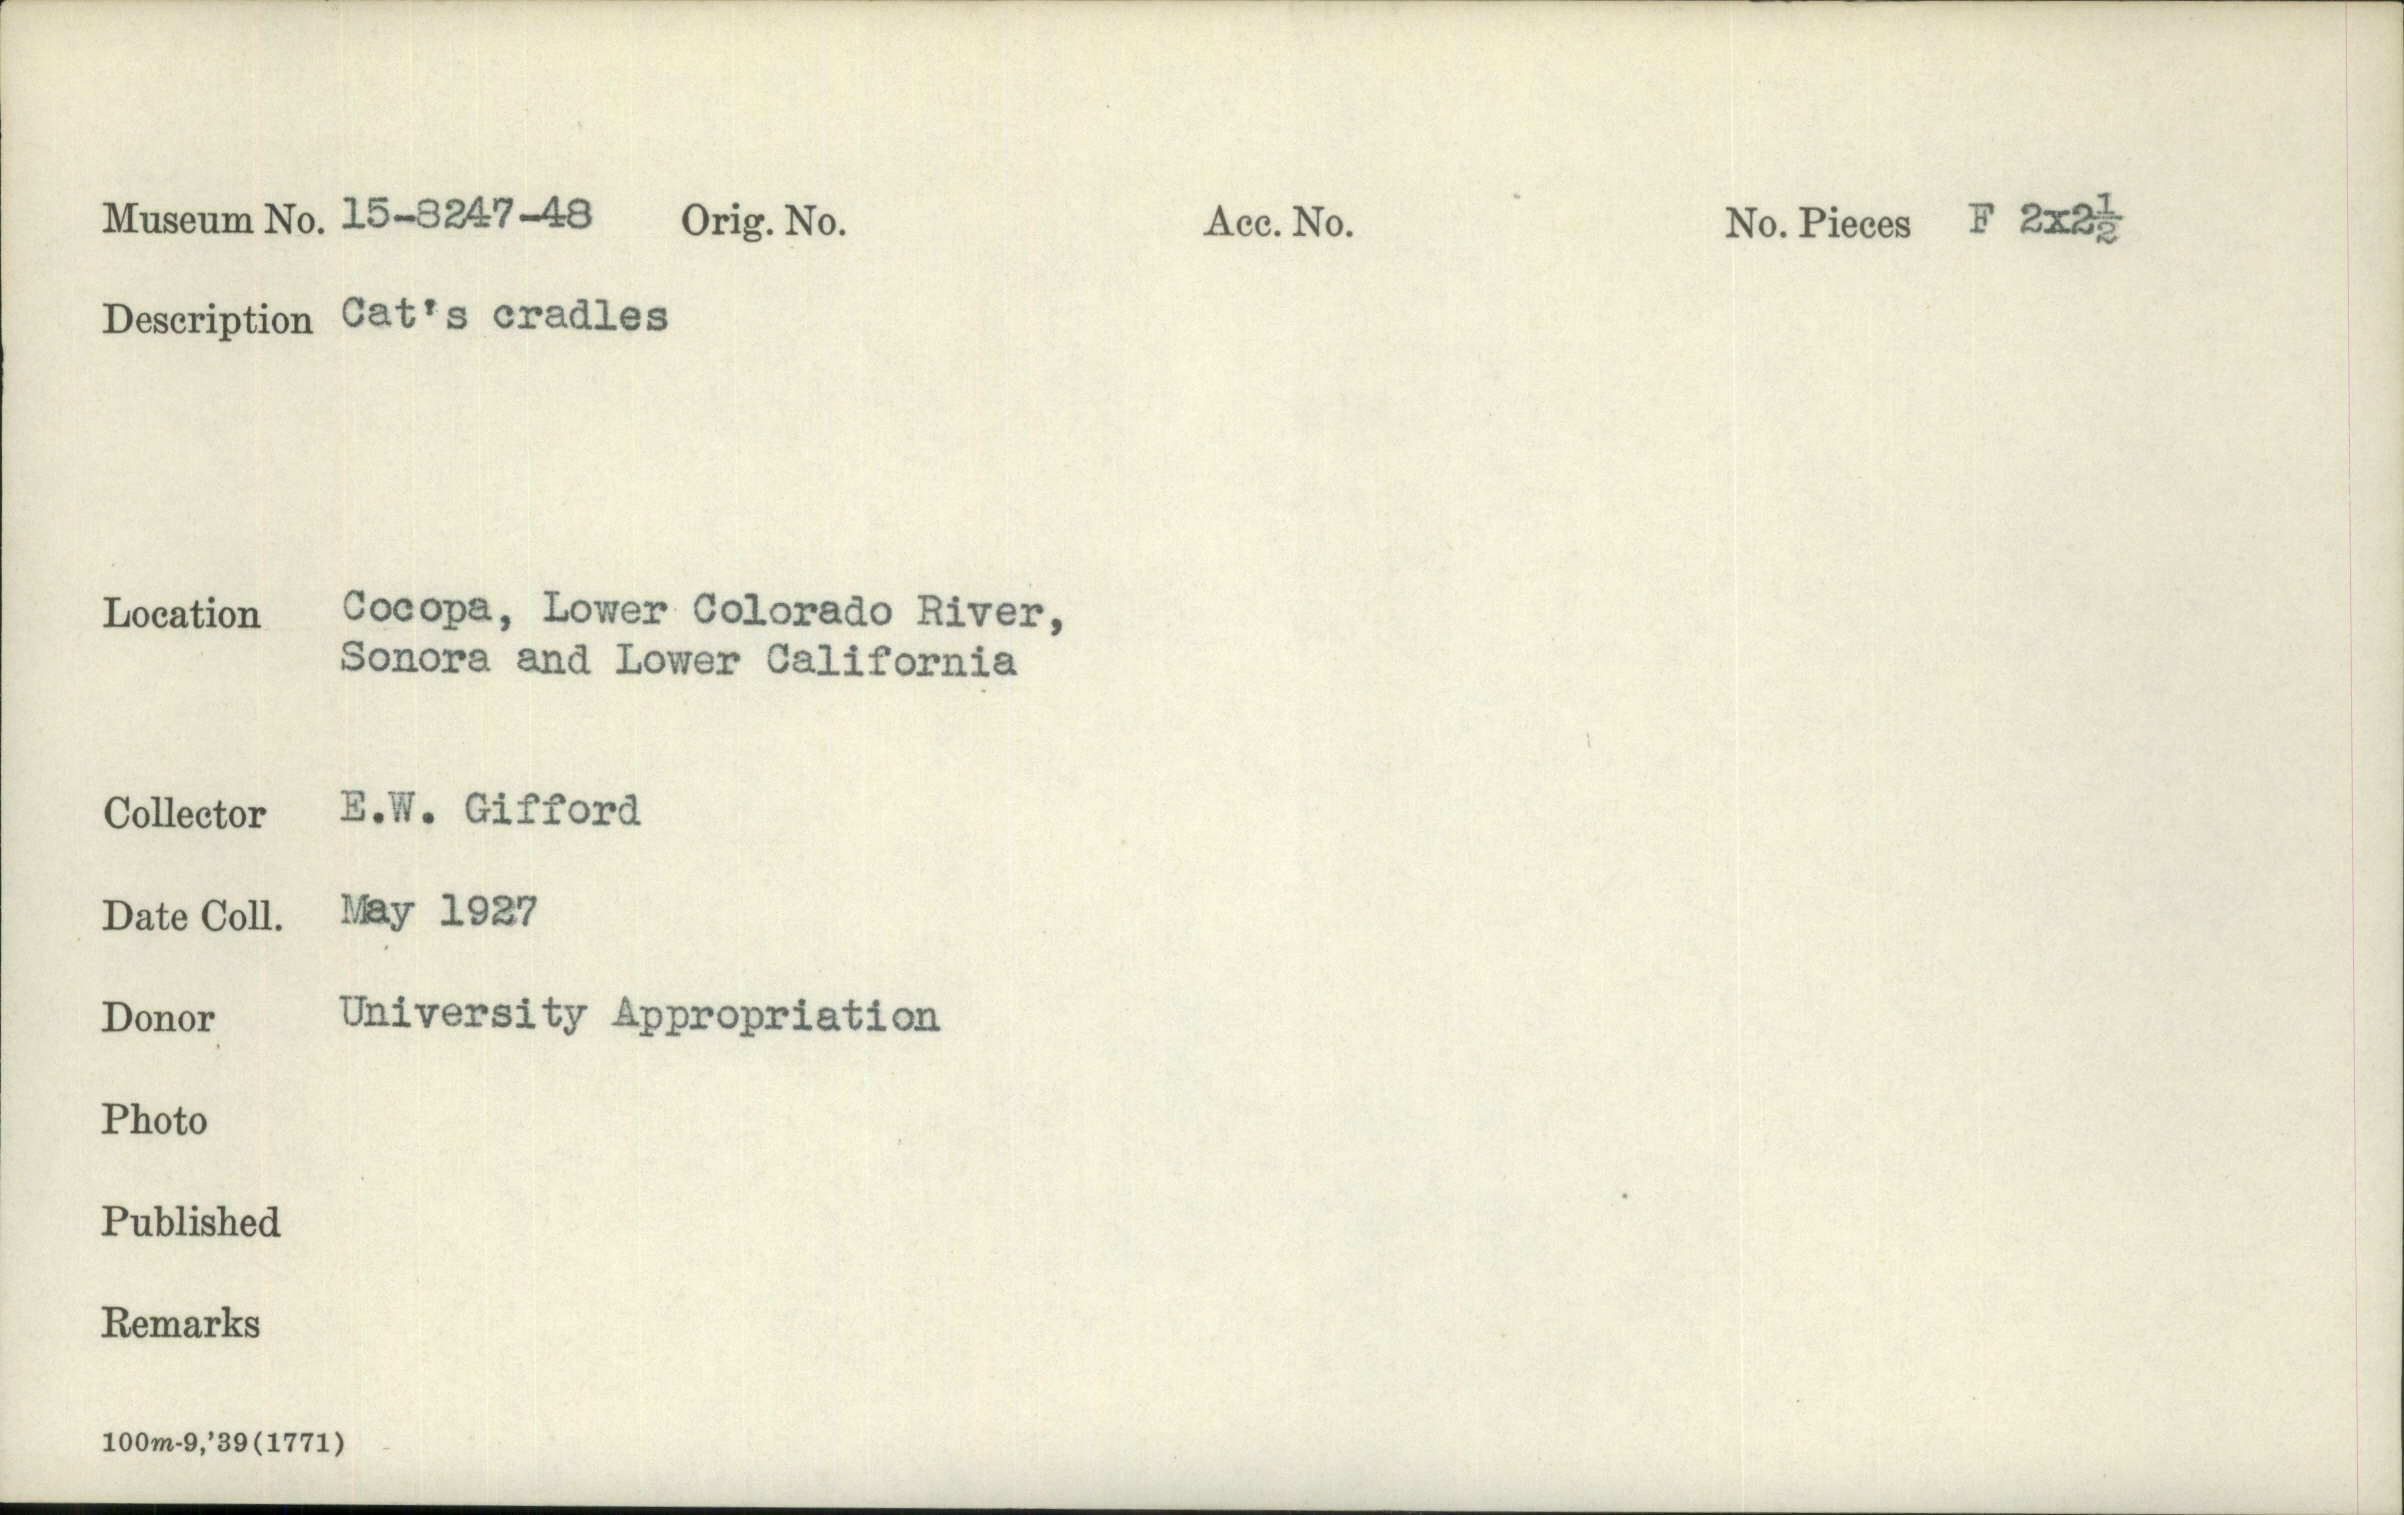 Museum No. 15-8247-48 Orig. No. Acc. No. No. Pieces F 2x2½
Description Cat's cradles
Location Cocopa, Lower Colorado River,
Sonora and Lower California
Collector E.W. Gifford
Date Coll. May 1927
Donor University Appropriation
Photo
Published
Remarks
100m-9,'39(1771)